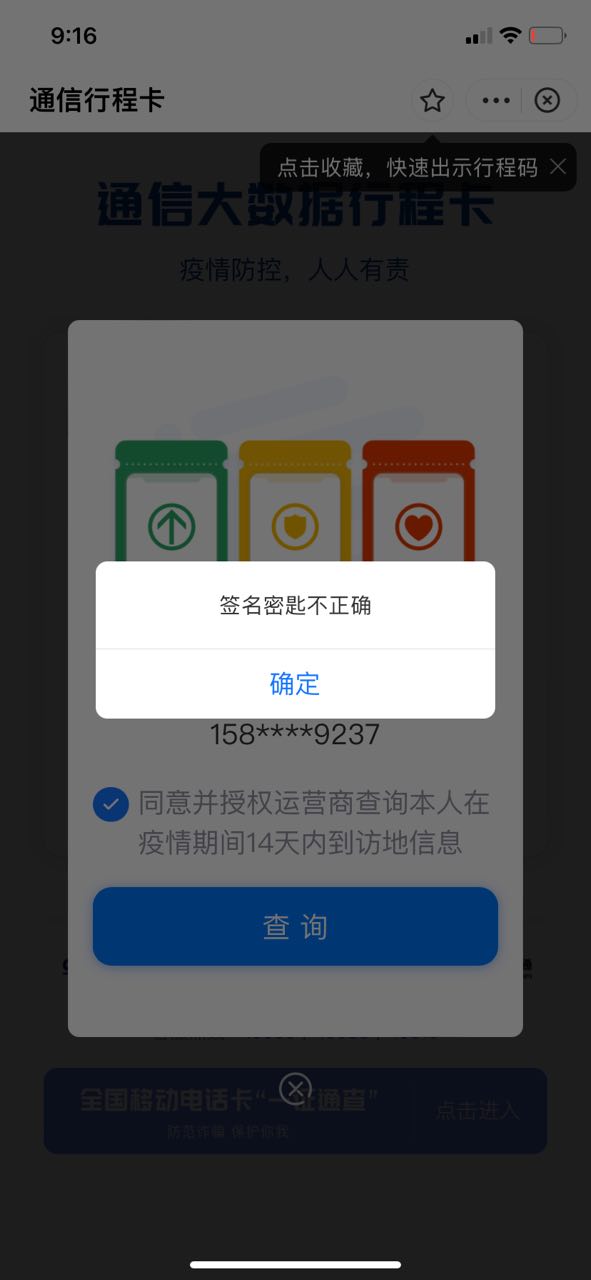 9:16
通信行程卡
点击收藏，快速出示行程码
通信大数据行程卡
疫情防控，人人有责
签名密匙不正确
确定
158****9237
同意并授权运营商查询本人在
疫情期间14天内到访地信息
查 询
全国移动电话卡“一证通查”
防范诈骗 保护你我
点击进入